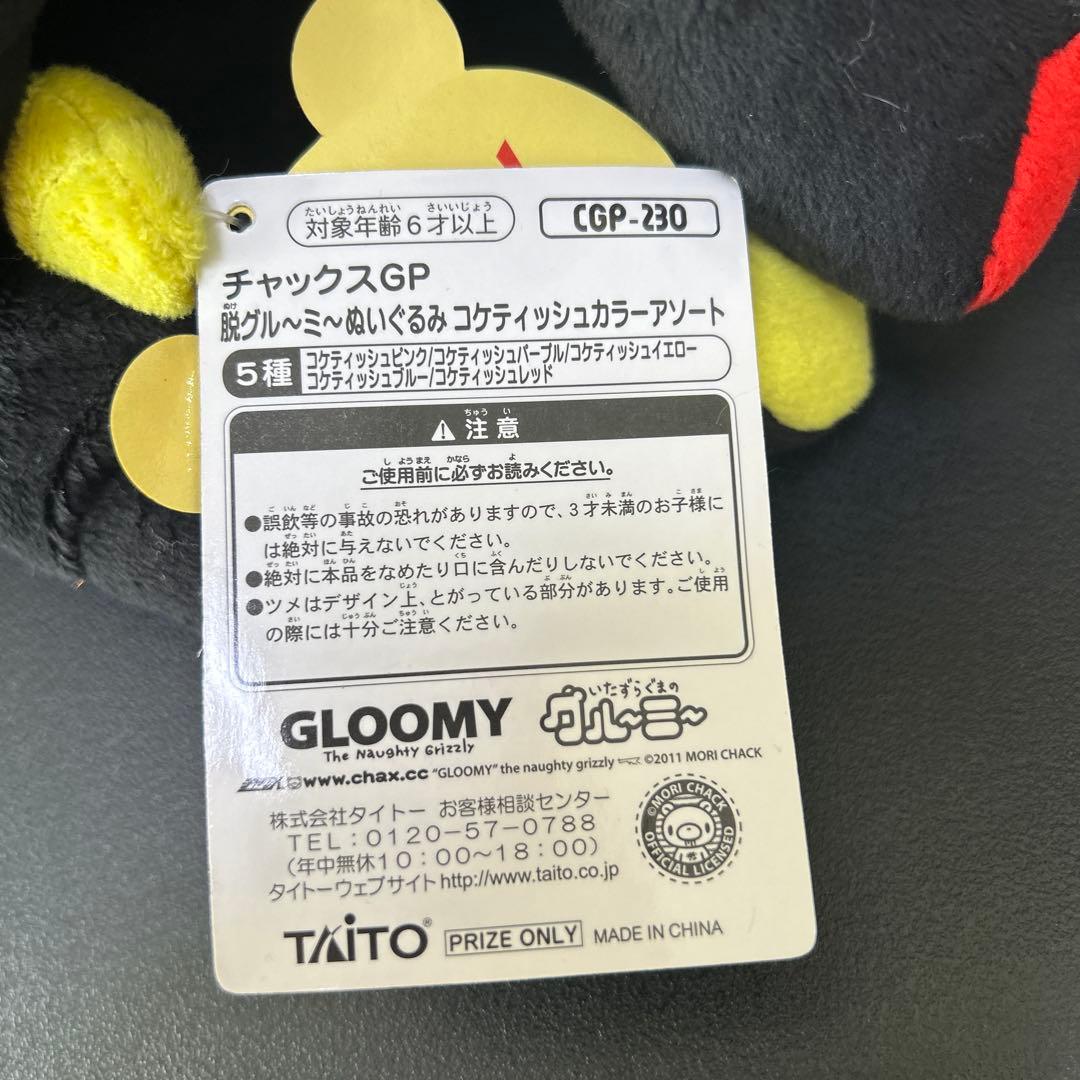 たいしょうねんれい さいいじょう
対象年齢6才以上
CGP-230
チャックスGP
ぬけ
脱グル〜ミ〜ぬいぐるみ コケティッシュカラーアソート
5種
コケティッシュピンク/コケティッシュパープル/コケティッシュイエロー
コケティッシュブルー/コケティッシュレッド
ちゅう い
⚠注意
し ようまえ かなら よ
ご使用前に必ずお読みください。
ご いん など じ こ おそ さい み まん こ さま
●誤飲等の事故の恐れがありますので、3才未満のお子様に
ぜっ たい あた
は絶対に与えないでください。
ぜっ たい ほん ひん くち ふく
●絶対に本品をなめたり口に含んだりしないでください。
じょう ぶ ぶん し よう
●ツメはデザイン上、とがっている部分があります。ご使用
さい じゅう ぶん ちゅう い
の際には十分ご注意ください。
GLOOMY
The Naughty Grizzly
いたずらぐまの
グル〜ミ〜
www.chax.cc "GLOOMY" the naughty grizzly ©2011 MORI CHACK
株式会社タイトー お客様相談センター
TEL:0120-57-0788
(年中無休10:00〜18:00)
タイトーウェブサイト http://www.taito.co.jp
©MORI CHACK
OFFICIAL LICENSED
TAITO®
PRIZE ONLY
MADE IN CHINA